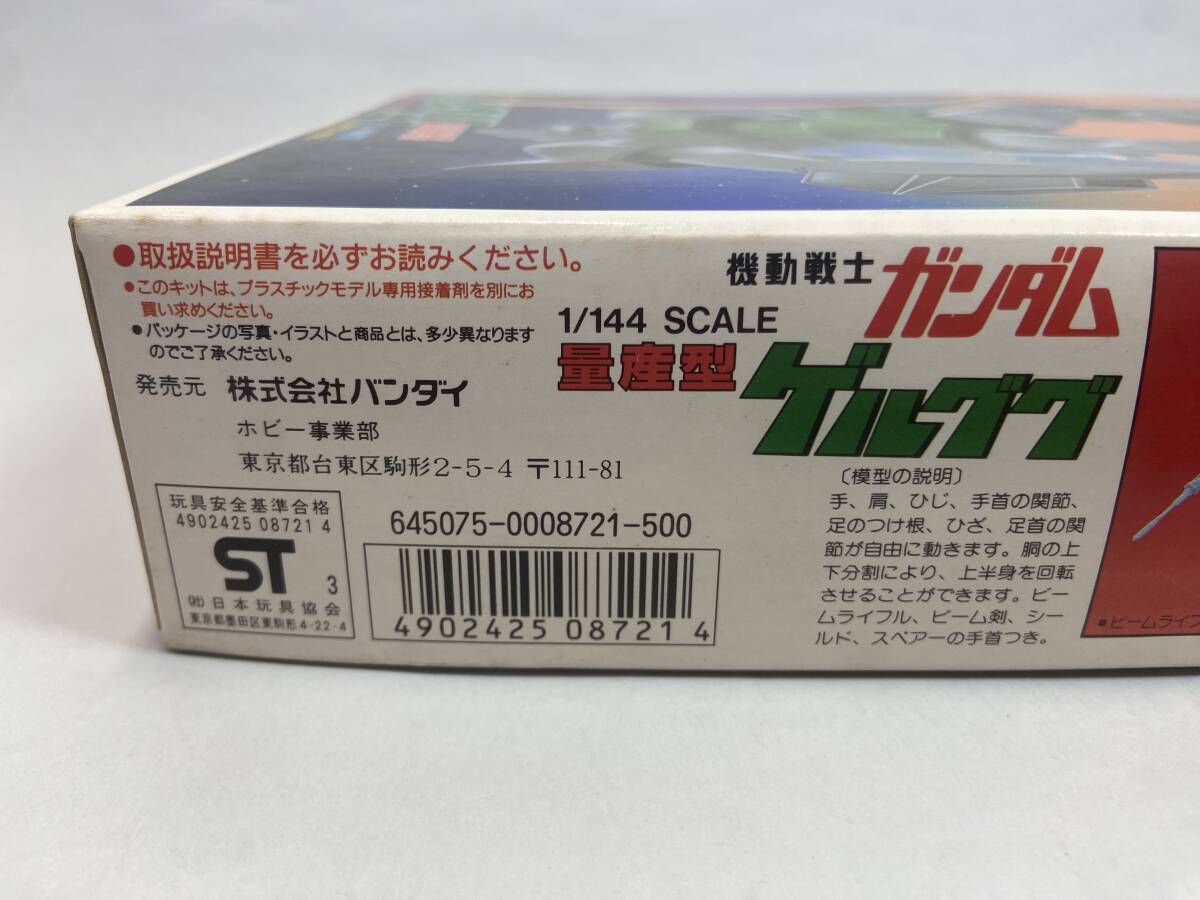 ●取扱説明書を必ずお読みください。
●このキットは、プラスチックモデル専用接着剤を別にお
買い求めください。
●パッケージの写真・イラストと商品とは、多少異なります
のでご了承ください。
発売元 株式会社バンダイ
ホビー事業部
東京都台東区駒形2-5-4 〒111-81
玩具安全基準合格
4902425 08721 4
ST 3
㈳日本玩具協会
東京都墨田区東駒形4-22-4
645075-0008721-500
4902425 087214
機動戦士 ガンダム
1/144 SCALE
量産型 ゲルググ
〔模型の説明〕
手、肩、ひじ、手首の関節、
足のつけ根、ひざ、足首の関
節が自由に動きます。胴の上
下分割により、上半身を回転
させることができます。ビー
ムライフル、ビーム剣、シー
ルド、スペアーの手首つき。
■ビームライフ